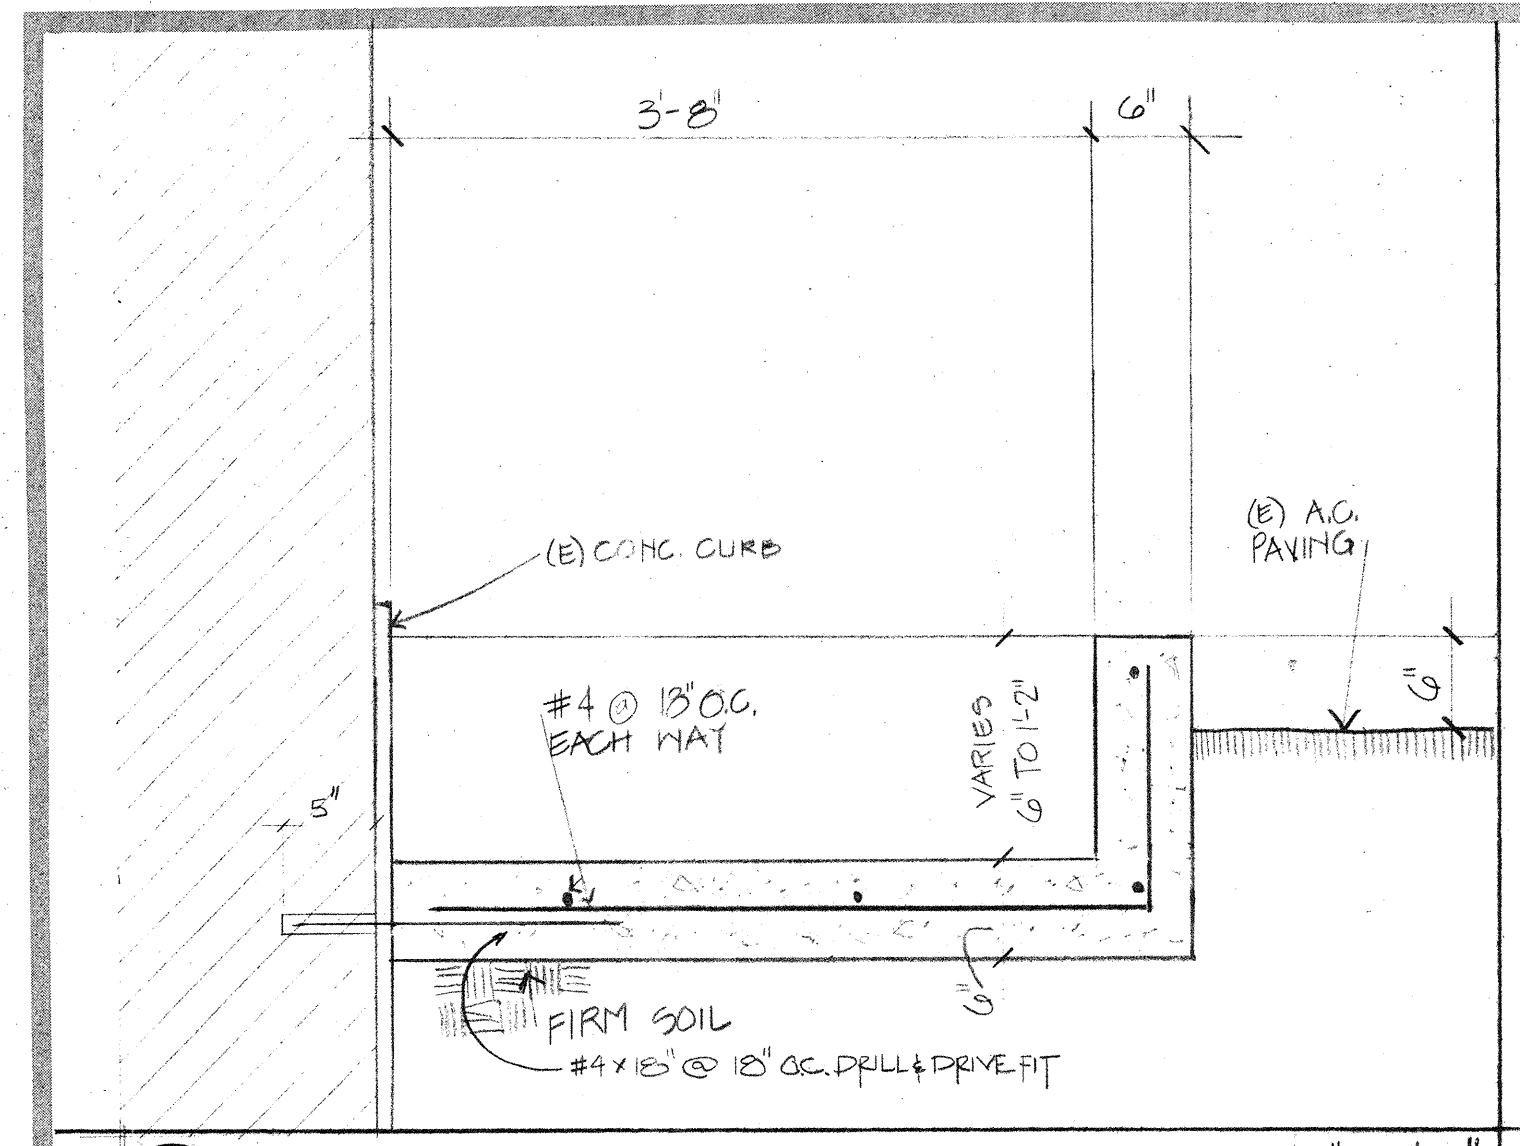 3'-8"
6"
(E) CONC. CURB
(E) A.C.
PAVING
6"
#4 @ 18" O.C.
EACH WAY
VARIES
6" TO 1'-2"
5"
6"
FIRM SOIL
#4 x 18" @ 18" O.C. DRILL & DRIVE FIT